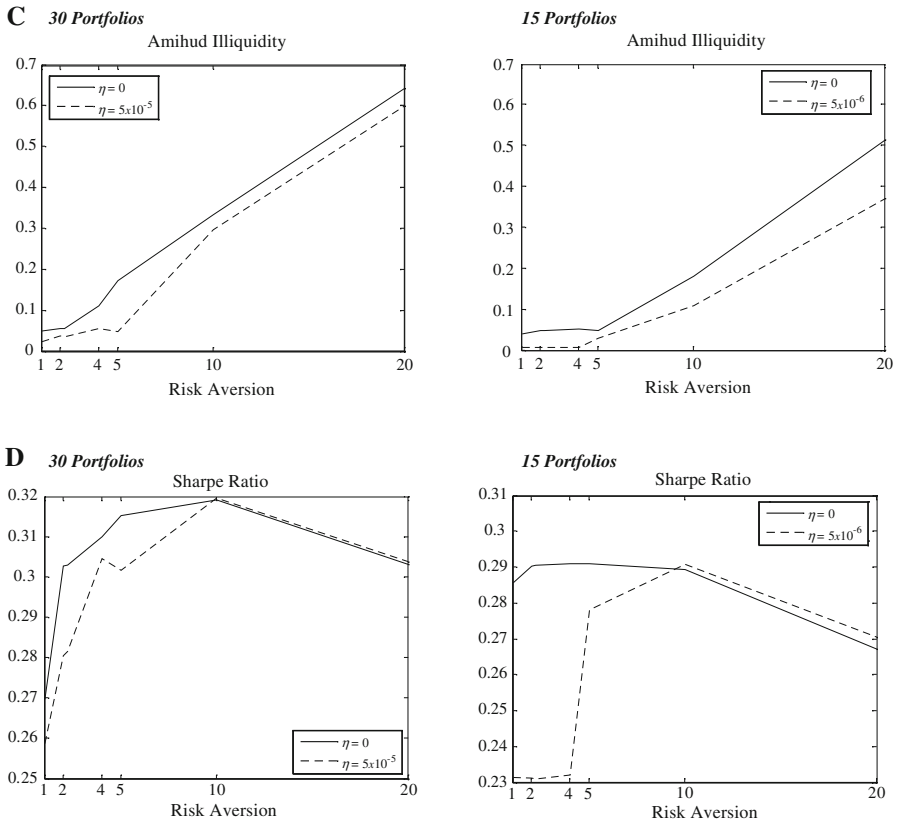 C 30 Portfolios
Amihud Illiquidity
0.7
0.6
0.5
0.4
0.3
0.2
0.1
0
η = 0
η = 5x10⁻⁵
1 2 4 5 10 20
Risk Aversion
15 Portfolios
Amihud Illiquidity
0.7
0.6
0.5
0.4
0.3
0.2
0.1
0
η = 0
η = 5x10⁻⁶
1 2 4 5 10 20
Risk Aversion
D 30 Portfolios
Sharpe Ratio
0.32
0.31
0.3
0.29
0.28
0.27
0.26
0.25
η = 0
η = 5x10⁻⁵
1 2 4 5 10 20
Risk Aversion
15 Portfolios
Sharpe Ratio
0.31
0.3
0.29
0.28
0.27
0.26
0.25
0.24
0.23
η = 0
η = 5x10⁻⁶
1 2 4 5 10 20
Risk Aversion